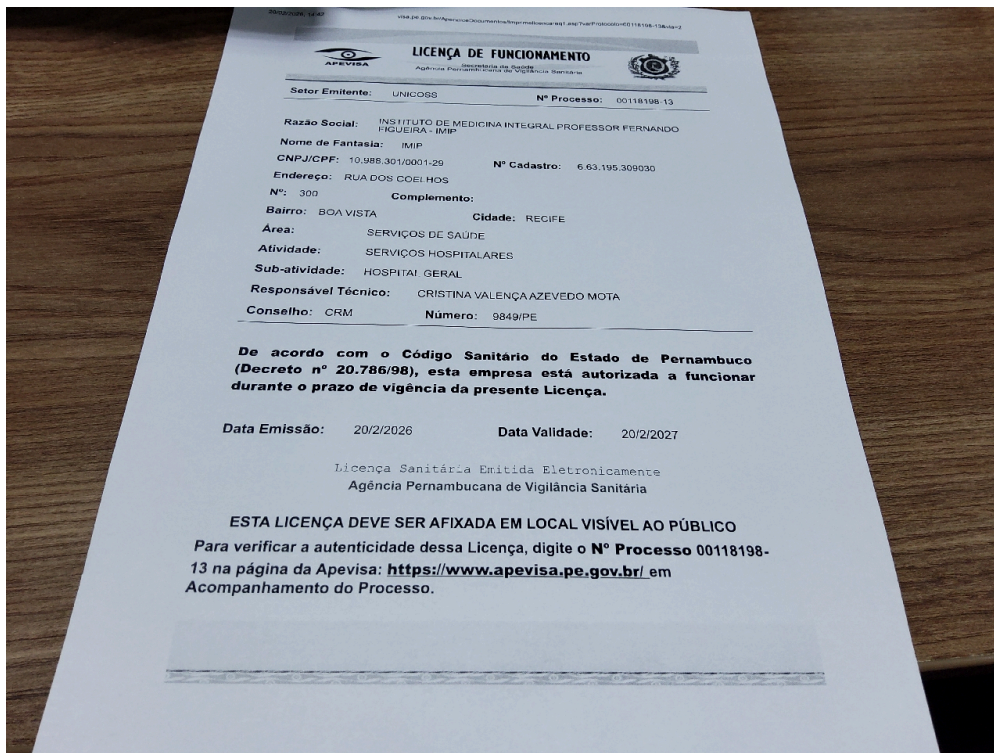 visa.pe.gov.br/
APEVISA
LICENÇA DE FUNCIONAMENTO
Secretaria da Saúde
Agência Pernambucana de Vigilância Sanitária
Setor Emitente: UNICOSS Nº Processo: 00118198-13
Razão Social: INSTITUTO DE MEDICINA INTEGRAL PROFESSOR FERNANDO
FIGUEIRA - IMIP
Nome de Fantasia: IMIP
CNPJ/CPF: 10.988.301/0001-29 Nº Cadastro: 6.63.195.309030
Endereço: RUA DOS COELHOS
Nº: 300 Complemento:
Bairro: BOA VISTA Cidade: RECIFE
Área: SERVIÇOS DE SAÚDE
Atividade: SERVIÇOS HOSPITALARES
Sub-atividade: HOSPITAL GERAL
Responsável Técnico: CRISTINA VALENÇA AZEVEDO MOTA
Conselho: CRM Número: 9849/PE
De acordo com o Código Sanitário do Estado de Pernambuco
(Decreto nº 20.786/98), esta empresa está autorizada a funcionar
durante o prazo de vigência da presente Licença.
Data Emissão: 20/2/2026 Data Validade: 20/2/2027
Licença Sanitária Emitida Eletronicamente
Agência Pernambucana de Vigilância Sanitária
ESTA LICENÇA DEVE SER AFIXADA EM LOCAL VISÍVEL AO PÚBLICO
Para verificar a autenticidade dessa Licença, digite o Nº Processo 00118198-
13 na página da Apevisa: https://www.apevisa.pe.gov.br/ em
Acompanhamento do Processo.